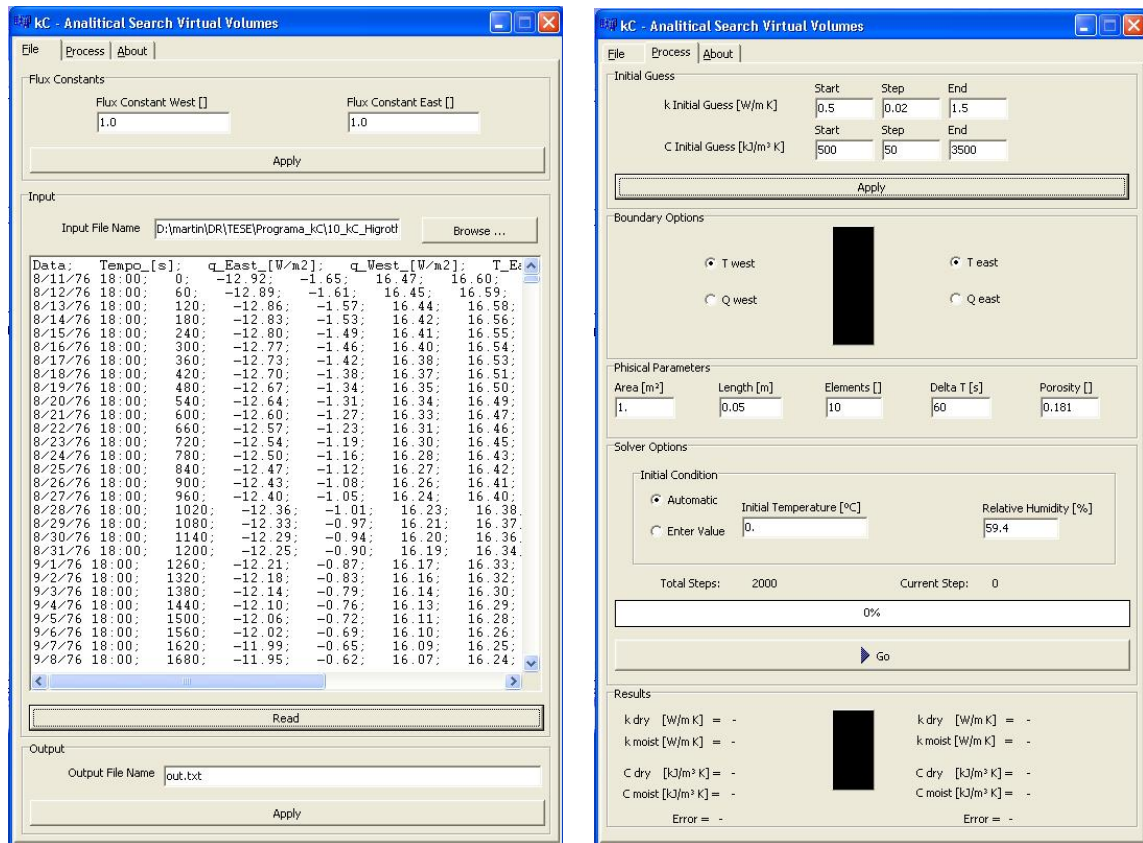 kC - Analitical Search Virtual Volumes
File Process About
Flux Constants
Flux Constant West [] Flux Constant East []
1.0 1.0
Apply
Input
Input File Name D:\martin\DR\TESE\Programa_kC\10_kC_Higroth Browse ...
Data; Tempo_[s]; q_East_[W/m2]; q_West_[W/m2]; T_Ea
8/11/76 18:00; 0; -12.92; -1.65; 16.47; 16.60;
8/12/76 18:00; 60; -12.89; -1.61; 16.45; 16.59;
8/13/76 18:00; 120; -12.86; -1.57; 16.44; 16.58;
8/14/76 18:00; 180; -12.83; -1.53; 16.42; 16.56;
8/15/76 18:00; 240; -12.80; -1.49; 16.41; 16.55;
8/16/76 18:00; 300; -12.77; -1.46; 16.40; 16.54;
8/17/76 18:00; 360; -12.73; -1.42; 16.38; 16.53;
8/18/76 18:00; 420; -12.70; -1.38; 16.37; 16.51;
8/19/76 18:00; 480; -12.67; -1.34; 16.35; 16.50;
8/20/76 18:00; 540; -12.64; -1.31; 16.34; 16.49;
8/21/76 18:00; 600; -12.60; -1.27; 16.33; 16.47;
8/22/76 18:00; 660; -12.57; -1.23; 16.31; 16.46;
8/23/76 18:00; 720; -12.54; -1.19; 16.30; 16.45;
8/24/76 18:00; 780; -12.50; -1.16; 16.28; 16.43;
8/25/76 18:00; 840; -12.47; -1.12; 16.27; 16.42;
8/26/76 18:00; 900; -12.43; -1.08; 16.26; 16.41;
8/27/76 18:00; 960; -12.40; -1.05; 16.24; 16.40;
8/28/76 18:00; 1020; -12.36; -1.01; 16.23; 16.38
8/29/76 18:00; 1080; -12.33; -0.97; 16.21; 16.37
8/30/76 18:00; 1140; -12.29; -0.94; 16.20; 16.36
8/31/76 18:00; 1200; -12.25; -0.90; 16.19; 16.34
9/1/76 18:00; 1260; -12.21; -0.87; 16.17; 16.33;
9/2/76 18:00; 1320; -12.18; -0.83; 16.16; 16.32;
9/3/76 18:00; 1380; -12.14; -0.79; 16.14; 16.30;
9/4/76 18:00; 1440; -12.10; -0.76; 16.13; 16.29;
9/5/76 18:00; 1500; -12.06; -0.72; 16.11; 16.28;
9/6/76 18:00; 1560; -12.02; -0.69; 16.10; 16.26;
9/7/76 18:00; 1620; -11.99; -0.65; 16.09; 16.25;
9/8/76 18:00; 1680; -11.95; -0.62; 16.07; 16.24;
Read
Output
Output File Name out.txt
Apply
kC - Analitical Search Virtual Volumes
File Process About
Initial Guess
Start Step End
k Initial Guess [W/m K] 0.5 0.02 1.5
Start Step End
C Initial Guess [kJ/m³ K] 500 50 3500
Apply
Boundary Options
T west T east
Q west Q east
Phisical Parameters
Area [m²] Length [m] Elements [] Delta T [s] Porosity []
1. 0.05 10 60 0.181
Solver Options
Initial Condition
Automatic Initial Temperature [ºC] Relative Humidity [%]
Enter Value 0. 59.4
Total Steps: 2000 Current Step: 0
0%
Go
Results
k dry [W/m K] = - k dry [W/m K] = -
k moist [W/m K] = - k moist [W/m K] = -
C dry [kJ/m³ K] = - C dry [kJ/m³ K] = -
C moist [kJ/m³ K] = - C moist [kJ/m³ K] = -
Error = - Error = -